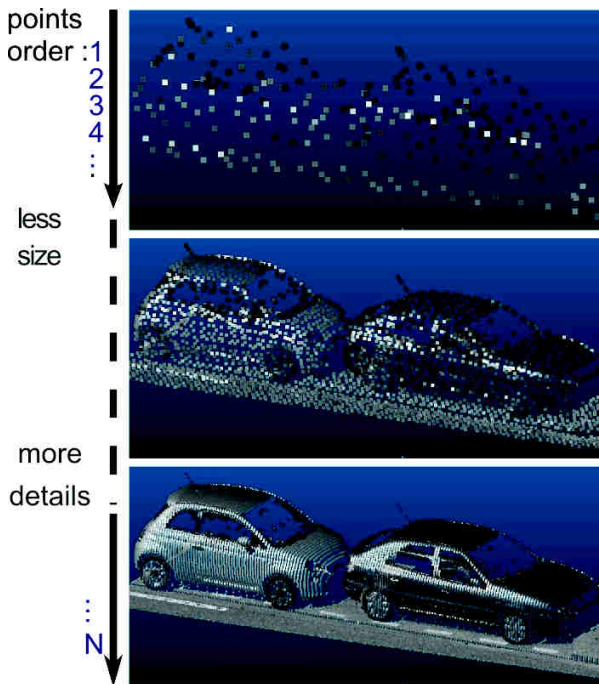 points
order :1
2
3
4
⋮
less
size
more
details
⋮
N